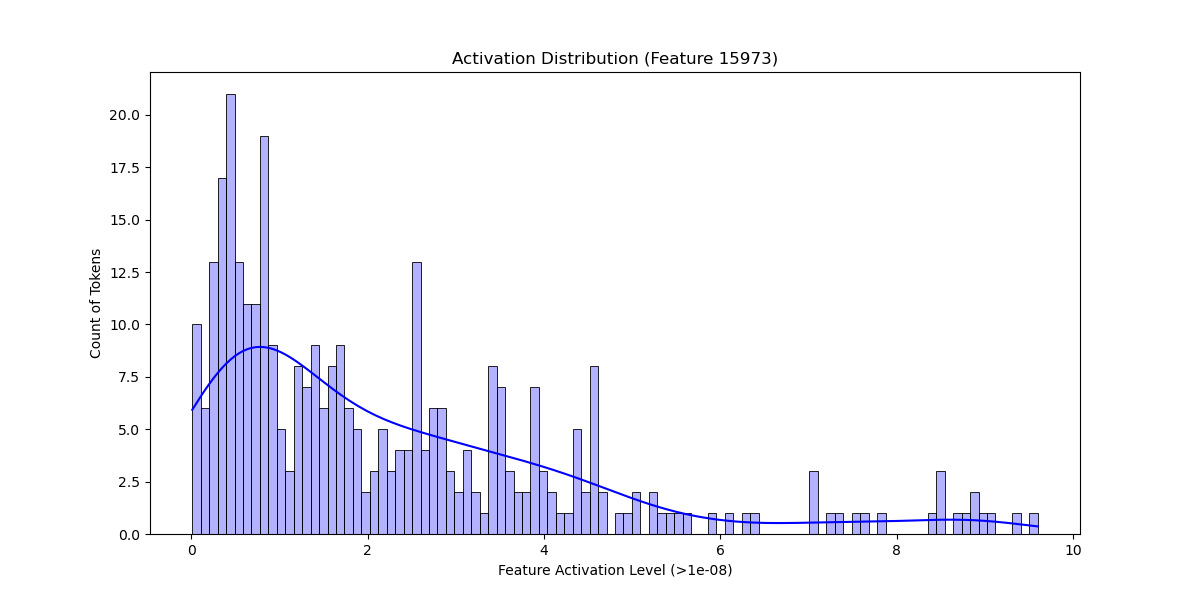 Activation Distribution (Feature 15973)
Count of Tokens
20.0
17.5
15.0
12.5
10.0
7.5
5.0
2.5
0.0
0 2 4 6 8 10
Feature Activation Level (>1e-08)